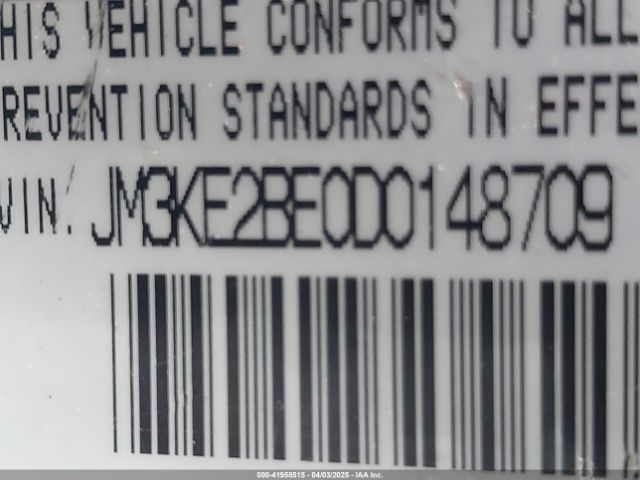 HIS VEHICLE CONFORMS TO ALL
REVENTION STANDARDS IN EFFE
VIN. JM3KE2BE0D0148709
000-41958515 - 04/03/2025 - IAA Inc.